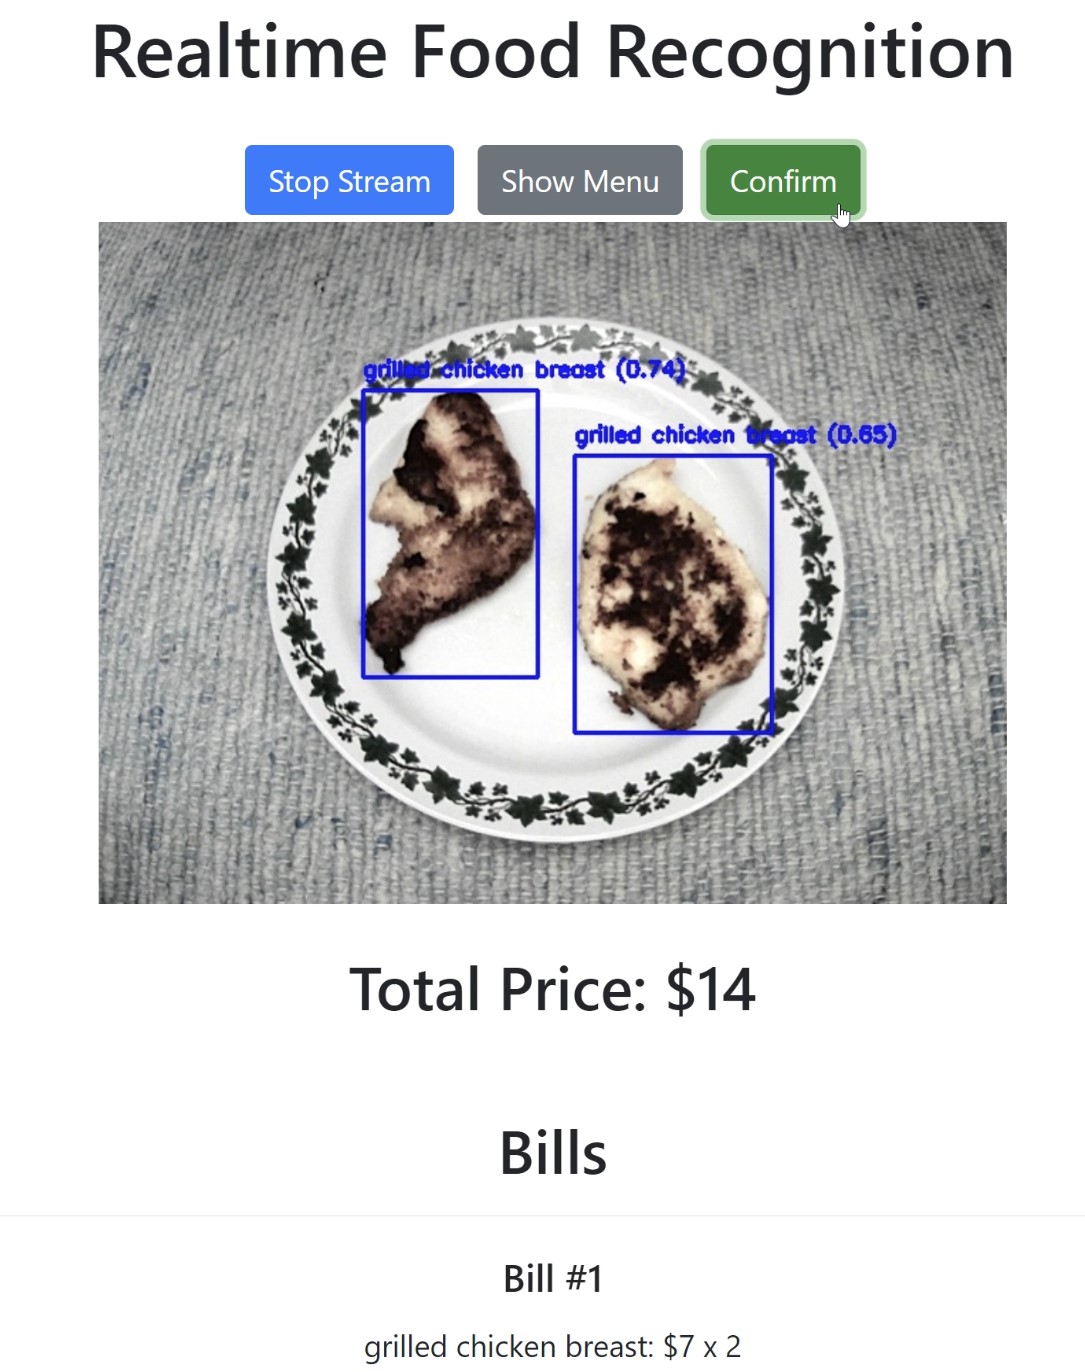 Realtime Food Recognition
Stop Stream
Show Menu
Confirm
grilled chicken breast (0.74)
grilled chicken breast (0.65)
Total Price: $14
Bills
Bill #1
grilled chicken breast: $7 x 2